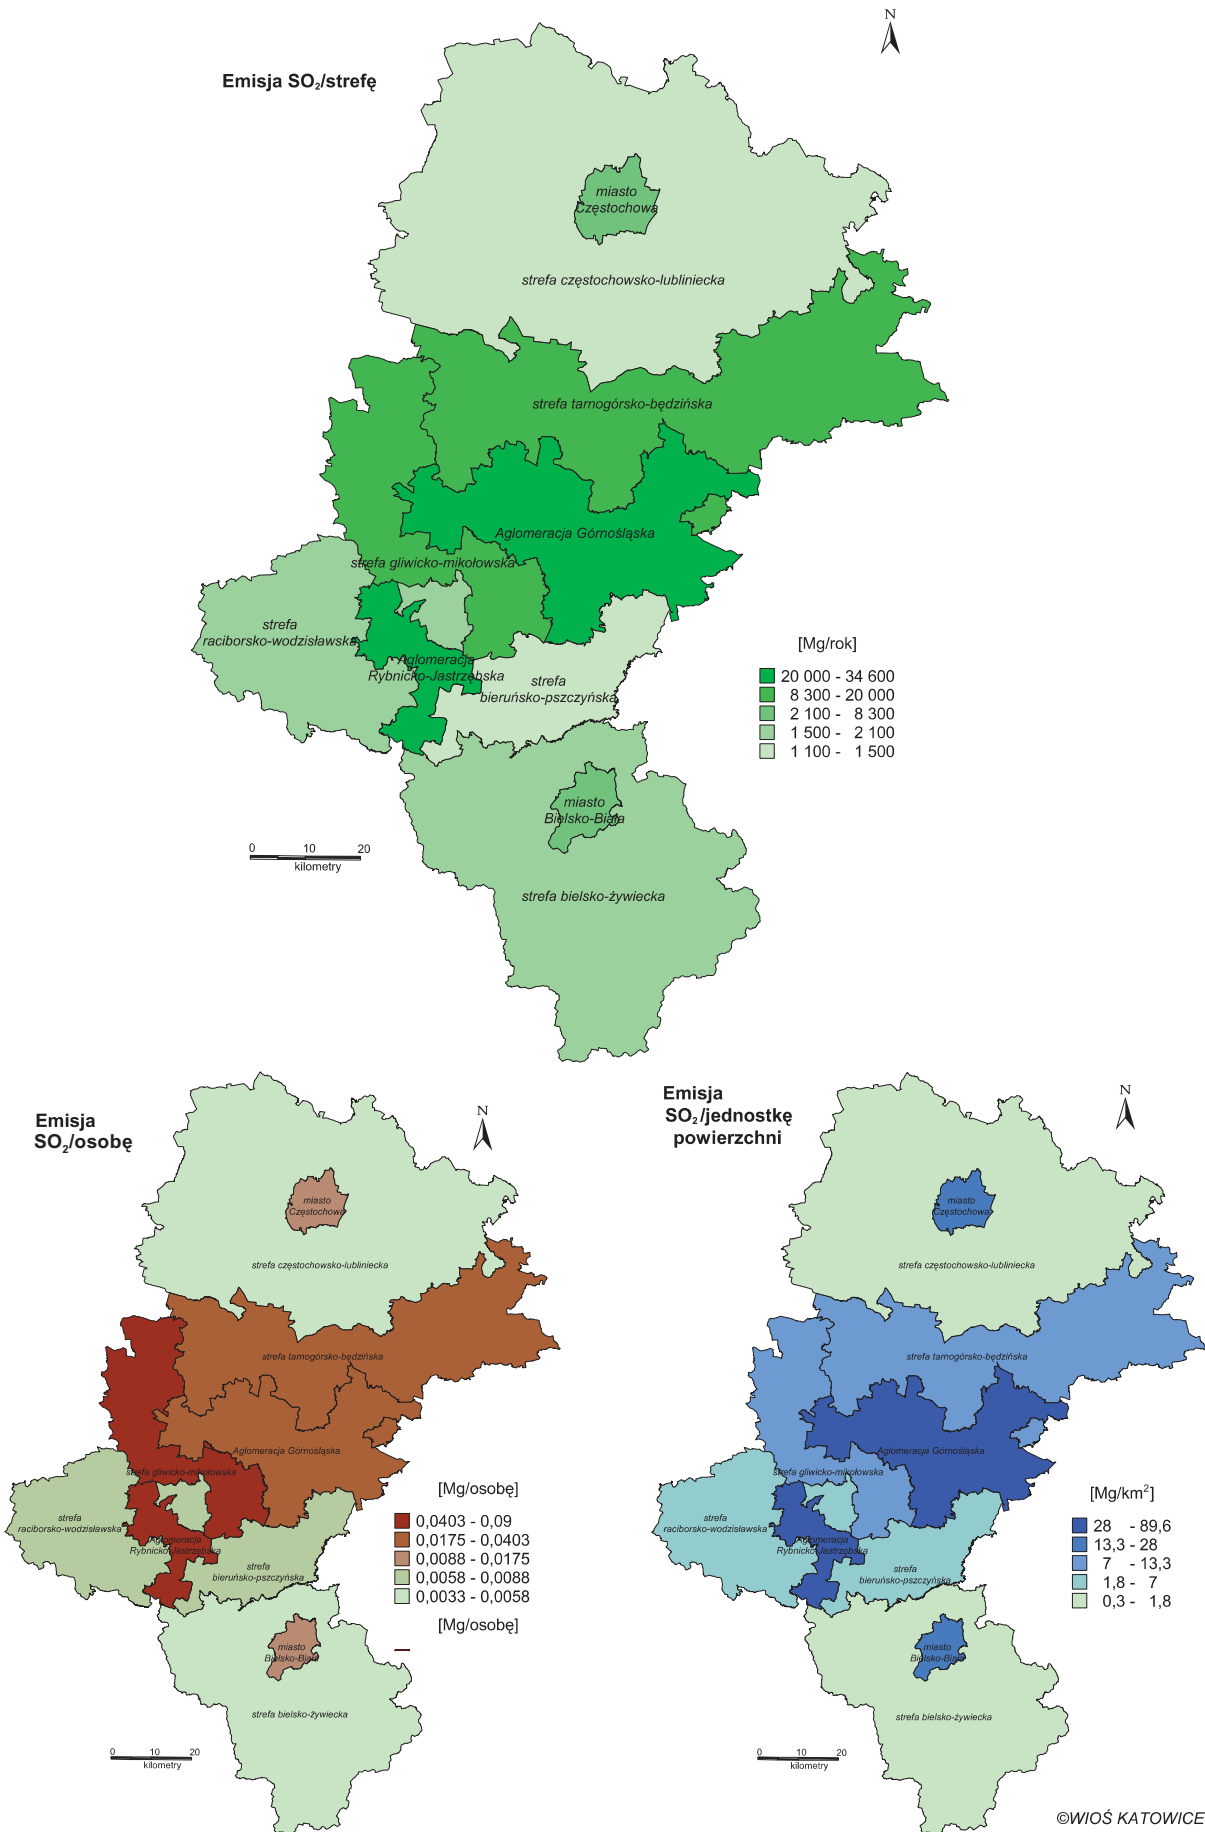 N
Emisja SO₂/strefę
miasto
Częstochowa
strefa częstochowsko-lubliniecka
strefa tarnogórsko-będzińska
Aglomeracja Górnośląska
strefa gliwicko-mikołowska
strefa
raciborsko-wodzisławska
Aglomeracja
Rybnicko-Jastrzębska
strefa
bieruńsko-pszczyńska
[Mg/rok]
20 000 - 34 600
8 300 - 20 000
2 100 - 8 300
1 500 - 2 100
1 100 - 1 500
miasto
Bielsko-Biała
0 10 20
kilometry
strefa bielsko-żywiecka
Emisja
SO₂/osobę
N
miasto
Częstochowa
strefa częstochowsko-lubliniecka
strefa tarnogórsko-będzińska
Aglomeracja Górnośląska
strefa gliwicko-mikołowska
strefa
raciborsko-wodzisławska
Aglomeracja
Rybnicko-Jastrzębska
strefa
bieruńsko-pszczyńska
[Mg/osobę]
0,0403 - 0,09
0,0175 - 0,0403
0,0088 - 0,0175
0,0058 - 0,0088
0,0033 - 0,0058
[Mg/osobę]
miasto
Bielsko-Biała
strefa bielsko-żywiecka
0 10 20
kilometry
Emisja
SO₂/jednostkę
powierzchni
N
miasto
Częstochowa
strefa częstochowsko-lubliniecka
strefa tarnogórsko-będzińska
Aglomeracja Górnośląska
strefa gliwicko-mikołowska
strefa
raciborsko-wodzisławska
Aglomeracja
Rybnicko-Jastrzębska
strefa
bieruńsko-pszczyńska
[Mg/km²]
28 - 89,6
13,3 - 28
7 - 13,3
1,8 - 7
0,3 - 1,8
miasto
Bielsko-Biała
strefa bielsko-żywiecka
0 10 20
kilometry
©WIOŚ KATOWICE